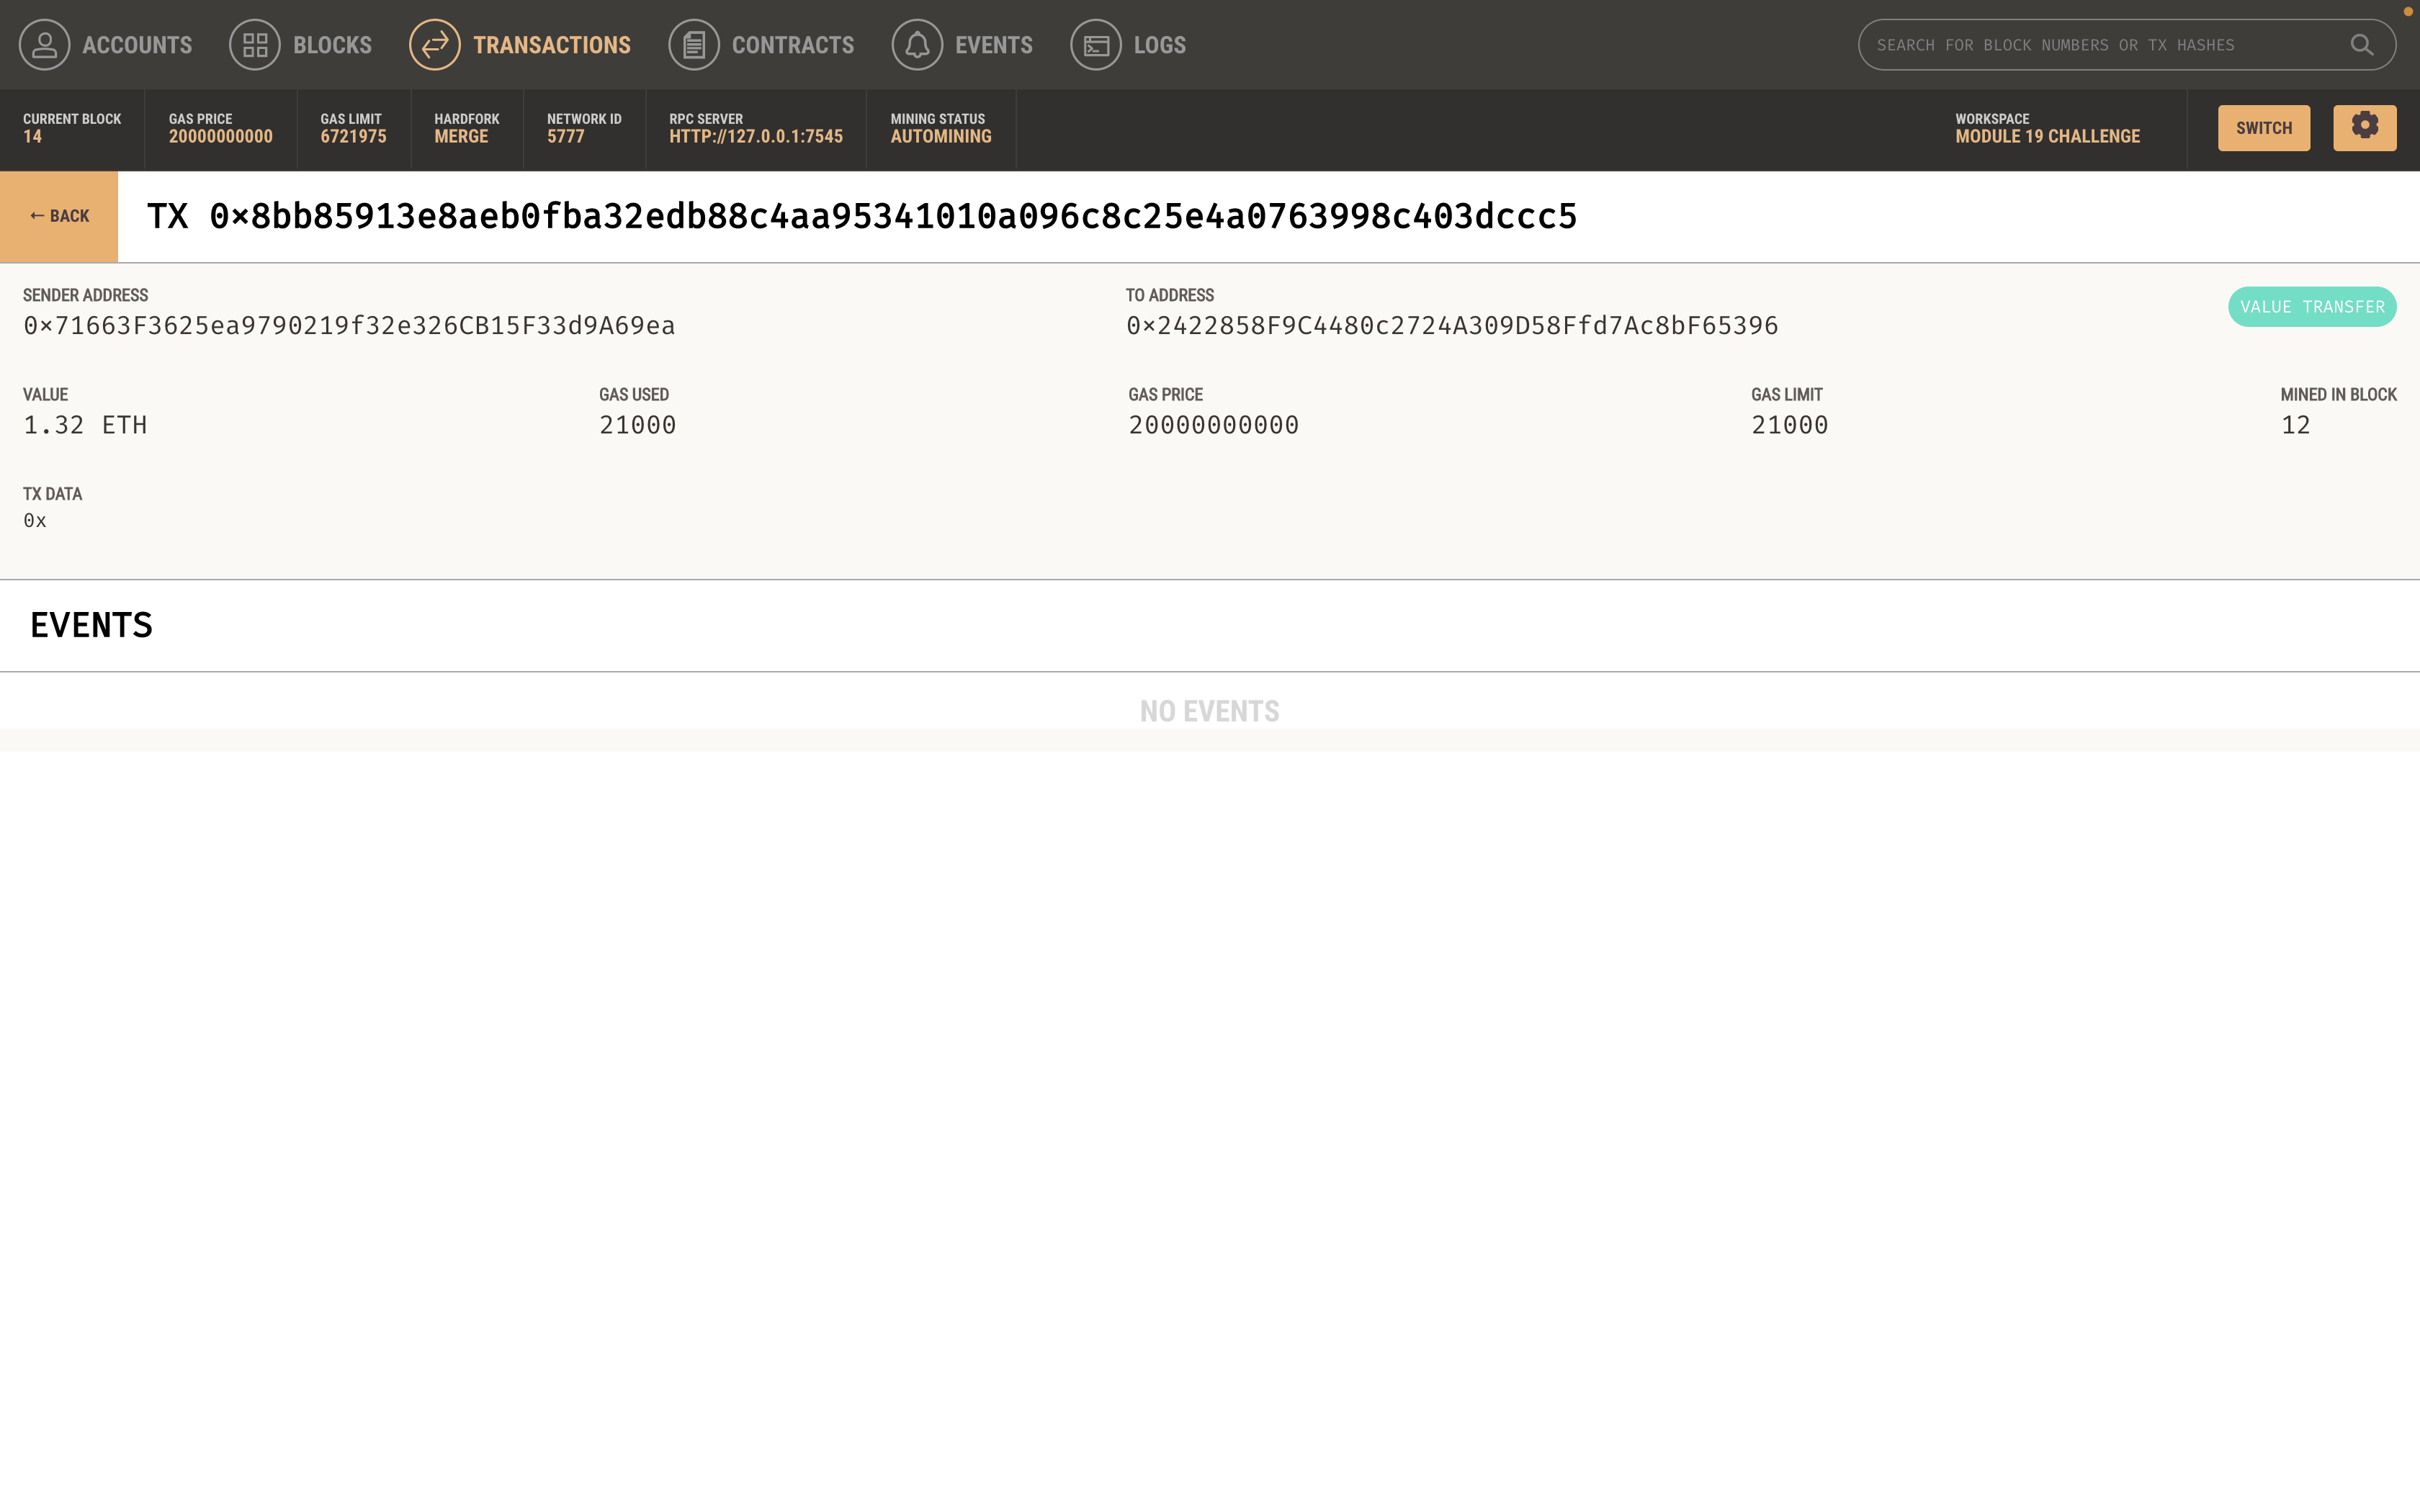 ACCOUNTS BLOCKS TRANSACTIONS CONTRACTS EVENTS LOGS SEARCH FOR BLOCK NUMBERS OR TX HASHES
CURRENT BLOCK GAS PRICE GAS LIMIT HARDFORK NETWORK ID RPC SERVER MINING STATUS WORKSPACE
14 20000000000 6721975 MERGE 5777 HTTP://127.0.0.1:7545 AUTOMINING MODULE 19 CHALLENGE SWITCH
← BACK TX 0×8bb85913e8aeb0fba32edb88c4aa95341010a096c8c25e4a0763998c403dccc5
SENDER ADDRESS TO ADDRESS
0×71663F3625ea9790219f32e326CB15F33d9A69ea 0×2422858F9C4480c2724A309D58Ffd7Ac8bF65396 VALUE TRANSFER
VALUE GAS USED GAS PRICE GAS LIMIT MINED IN BLOCK
1.32 ETH 21000 20000000000 21000 12
TX DATA
0x
EVENTS
NO EVENTS